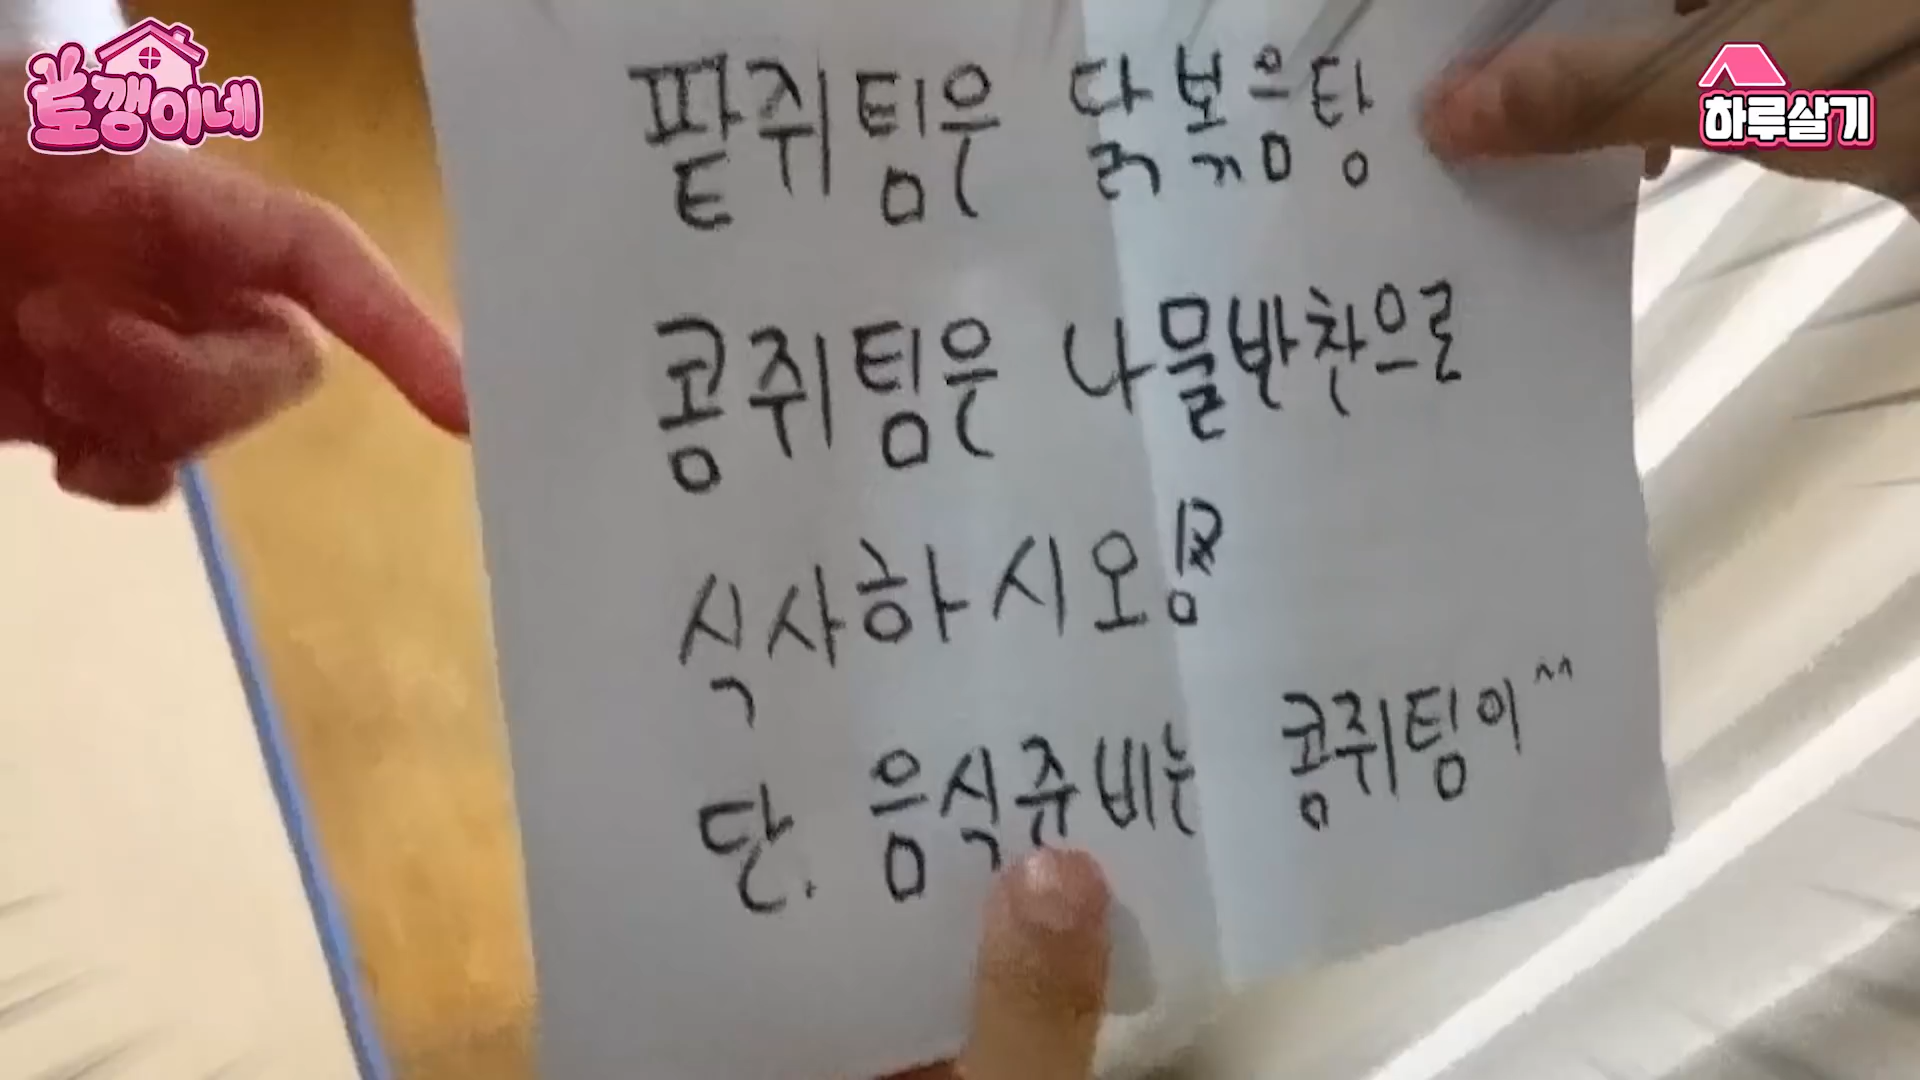 토깽이네
하루살기
팥쥐팀은 닭볶음탕
콩쥐팀은 나물반찬으로
식사하시오!
단. 음식쥬비는 콩쥐팀이^^